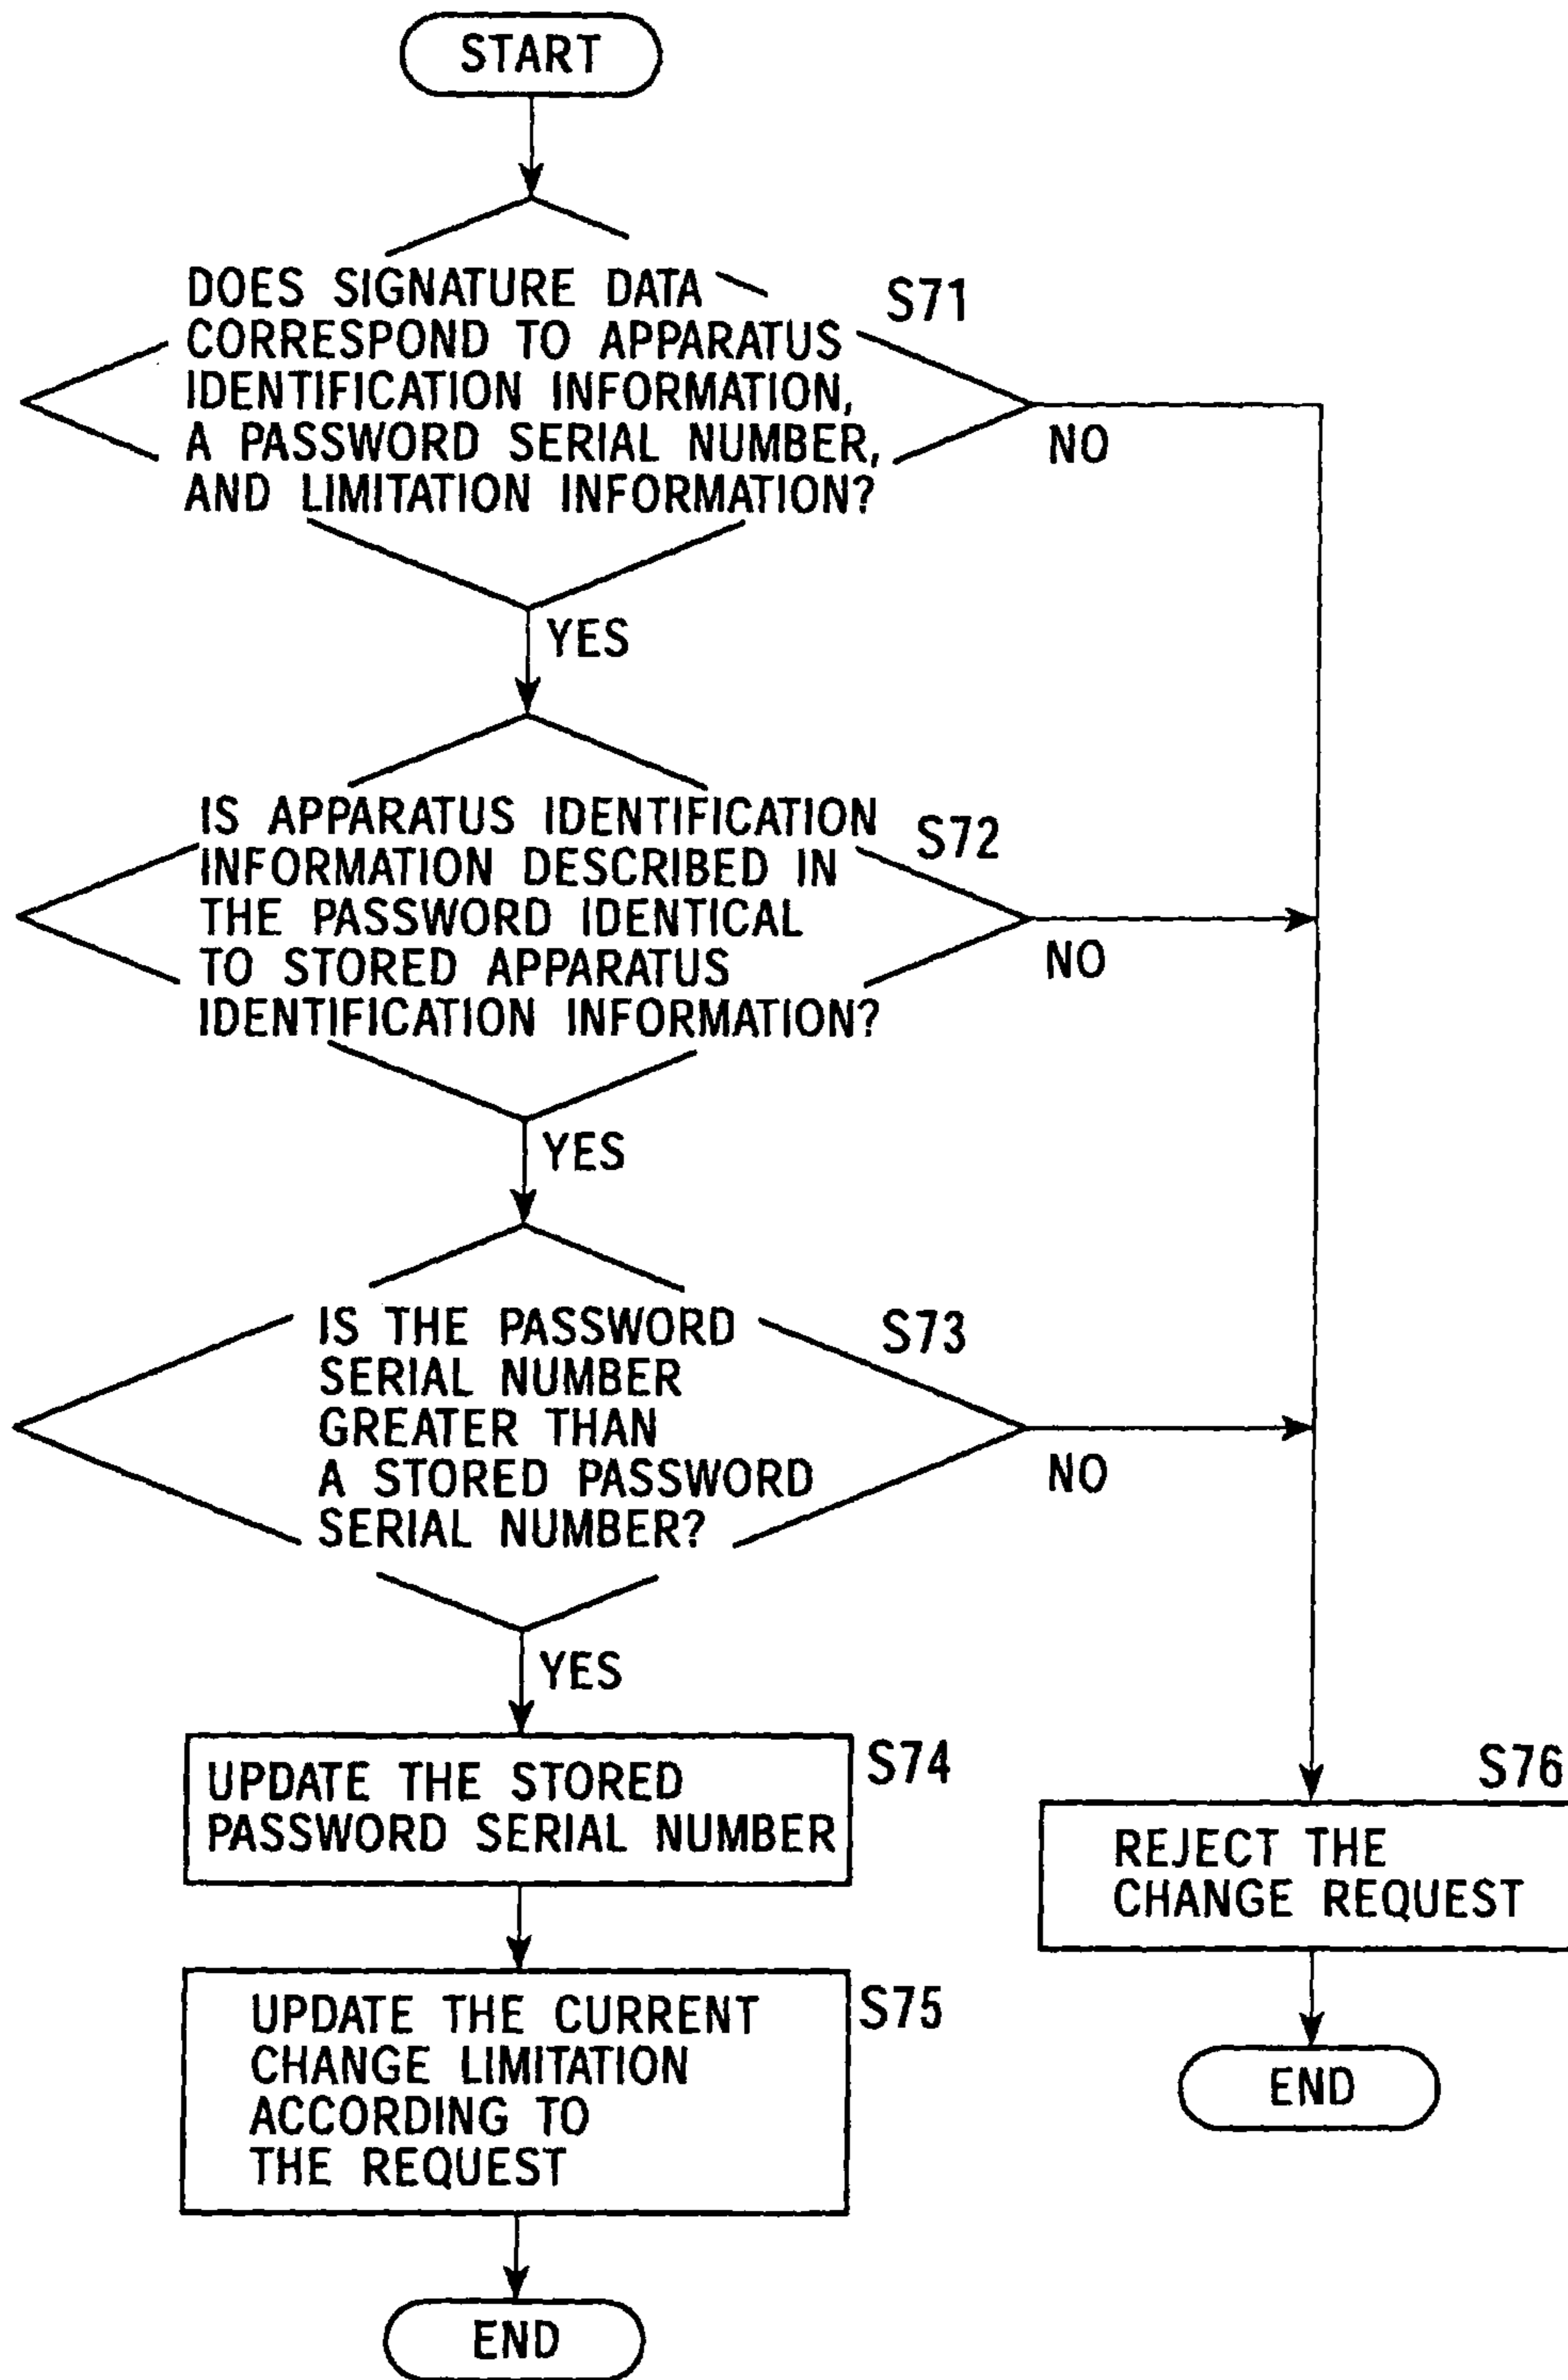 START
DOES SIGNATURE DATA
CORRESPOND TO APPARATUS
IDENTIFICATION INFORMATION,
A PASSWORD SERIAL NUMBER,
AND LIMITATION INFORMATION?
S71
NO
YES
IS APPARATUS IDENTIFICATION
INFORMATION DESCRIBED IN
THE PASSWORD IDENTICAL
TO STORED APPARATUS
IDENTIFICATION INFORMATION?
S72
NO
YES
IS THE PASSWORD
SERIAL NUMBER
GREATER THAN
A STORED PASSWORD
SERIAL NUMBER?
S73
NO
YES
UPDATE THE STORED
PASSWORD SERIAL NUMBER
S74
UPDATE THE CURRENT
CHANGE LIMITATION
ACCORDING TO
THE REQUEST
S75
END
S76
REJECT THE
CHANGE REQUEST
END